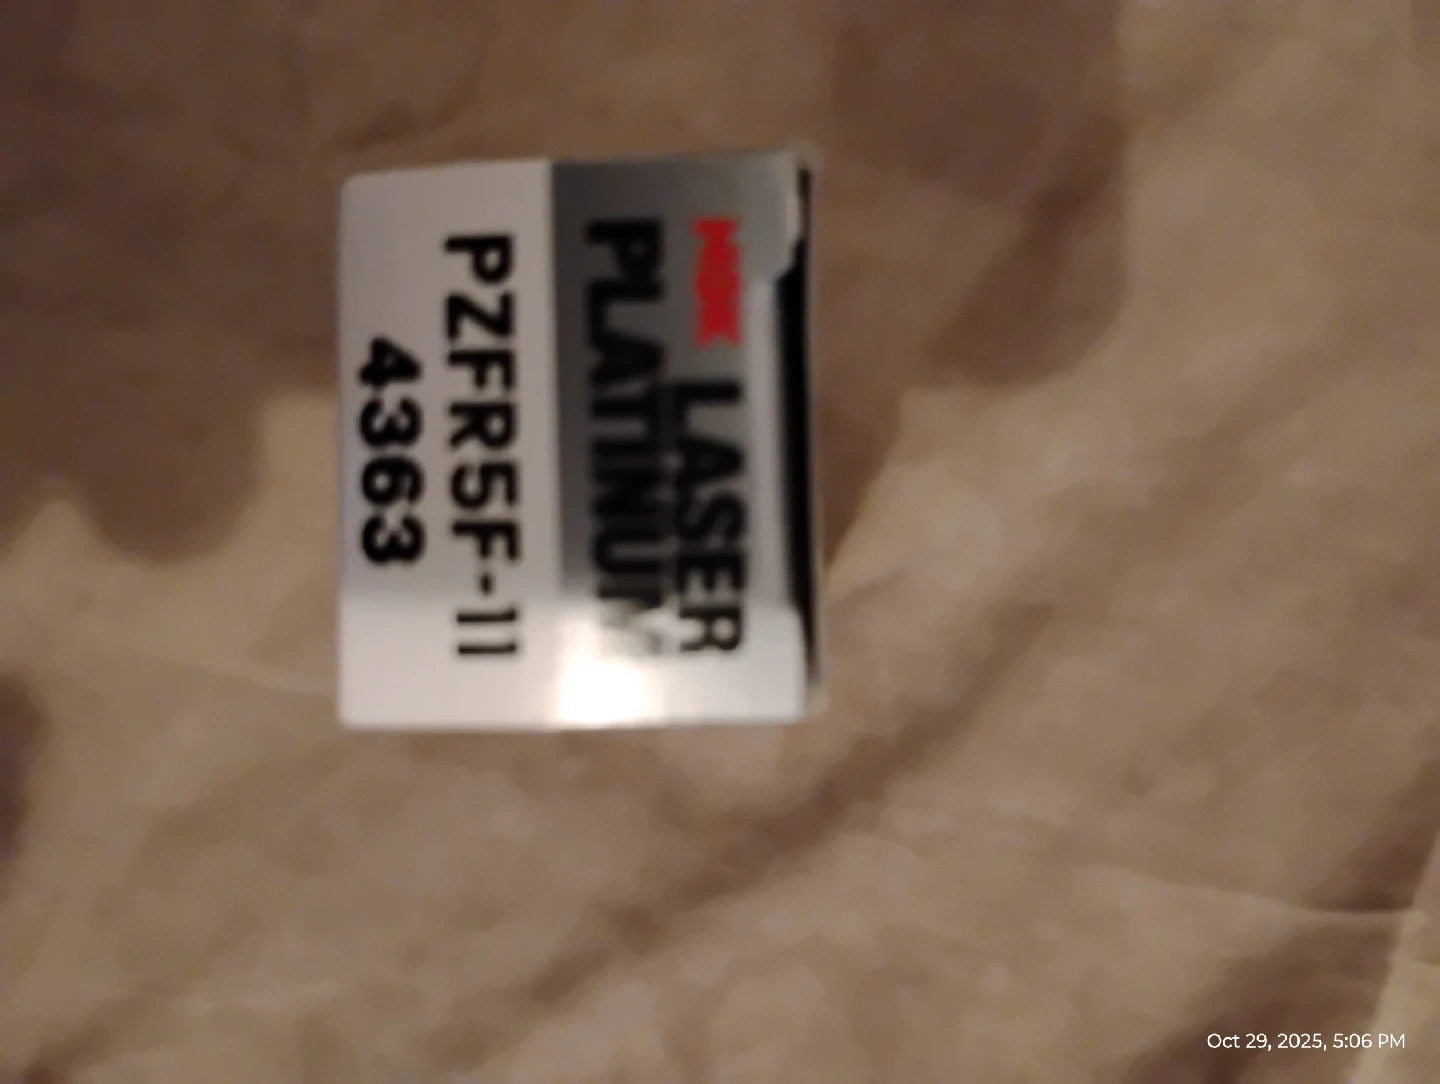 NGK LASER
PLATINUM
PZFR5F-11
4363
Oct 29, 2025, 5:06 PM